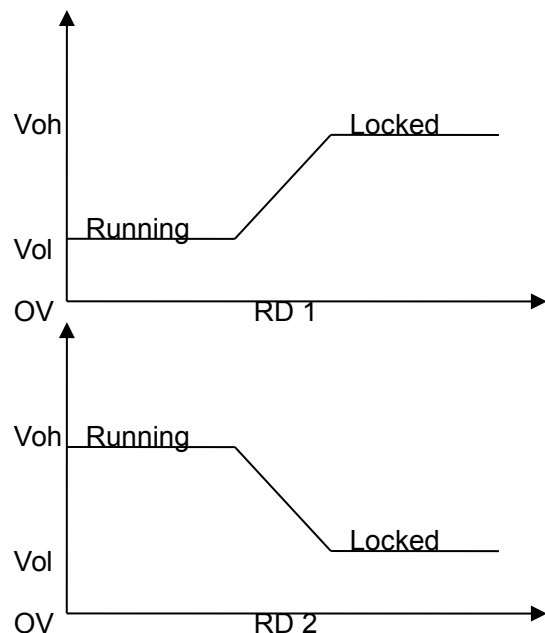 Voh
Locked
Running
Vol
OV
RD 1
Voh
Running
Locked
Vol
OV
RD 2